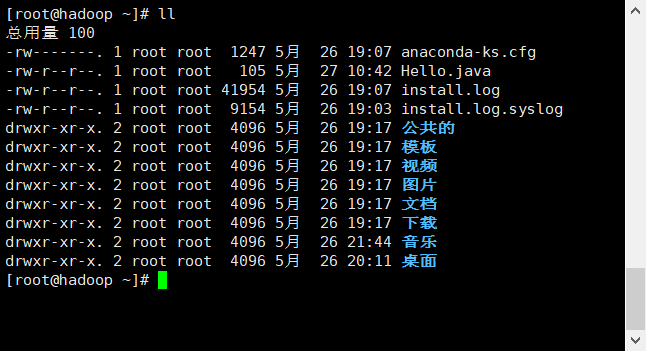 [root@hadoop ~]# ll
总用量 100
-rw-------. 1 root root  1247 5月  26 19:07 anaconda-ks.cfg
-rw-r--r--. 1 root root   105 5月  27 10:42 Hello.java
-rw-r--r--. 1 root root 41954 5月  26 19:07 install.log
-rw-r--r--. 1 root root  9154 5月  26 19:03 install.log.syslog
drwxr-xr-x. 2 root root  4096 5月  26 19:17 公共的
drwxr-xr-x. 2 root root  4096 5月  26 19:17 模板
drwxr-xr-x. 2 root root  4096 5月  26 19:17 视频
drwxr-xr-x. 2 root root  4096 5月  26 19:17 图片
drwxr-xr-x. 2 root root  4096 5月  26 19:17 文档
drwxr-xr-x. 2 root root  4096 5月  26 19:17 下载
drwxr-xr-x. 2 root root  4096 5月  26 21:44 音乐
drwxr-xr-x. 2 root root  4096 5月  26 20:11 桌面
[root@hadoop ~]#